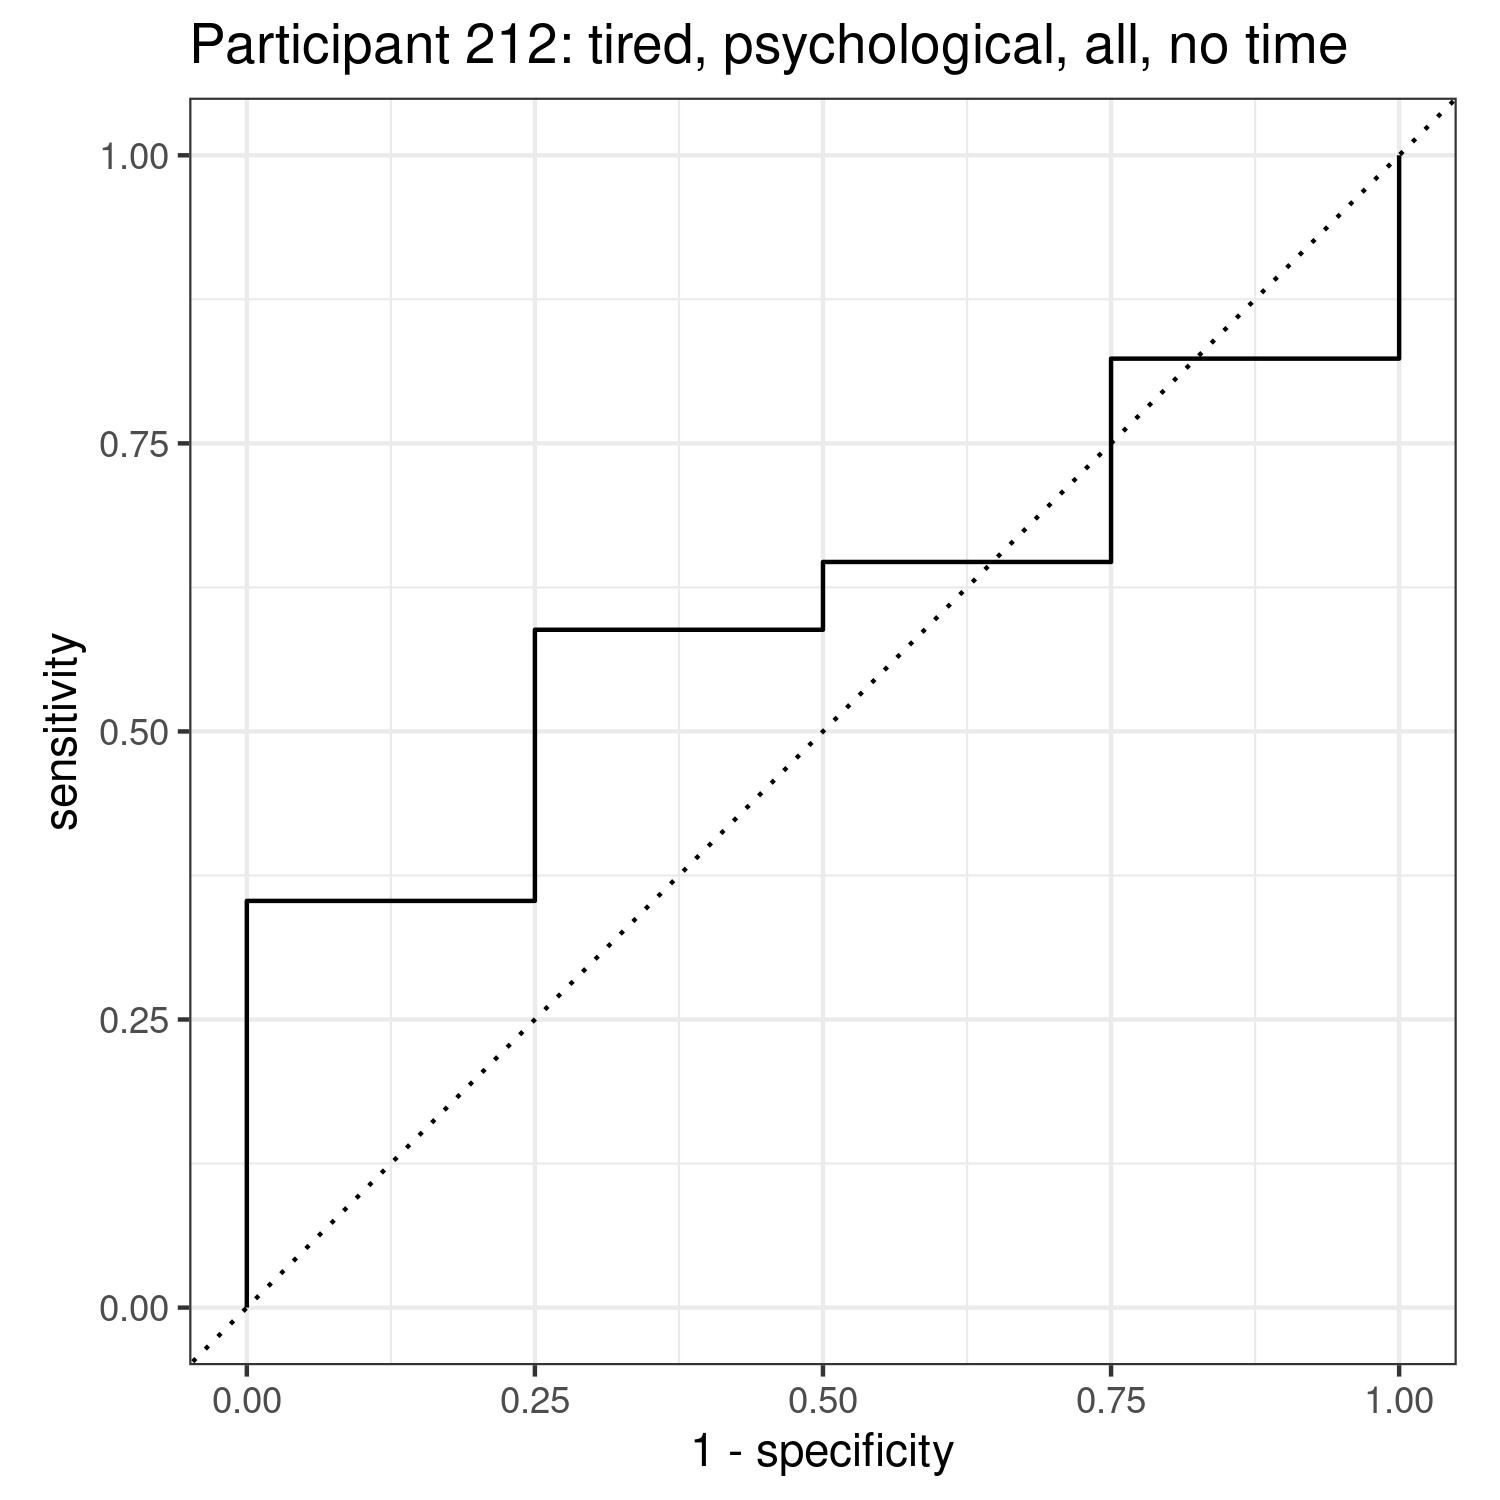 Participant 212: tired, psychological, all, no time
1.00
0.75
0.50
0.25
0.00
sensitivity
0.00 0.25 0.50 0.75 1.00
1 - specificity